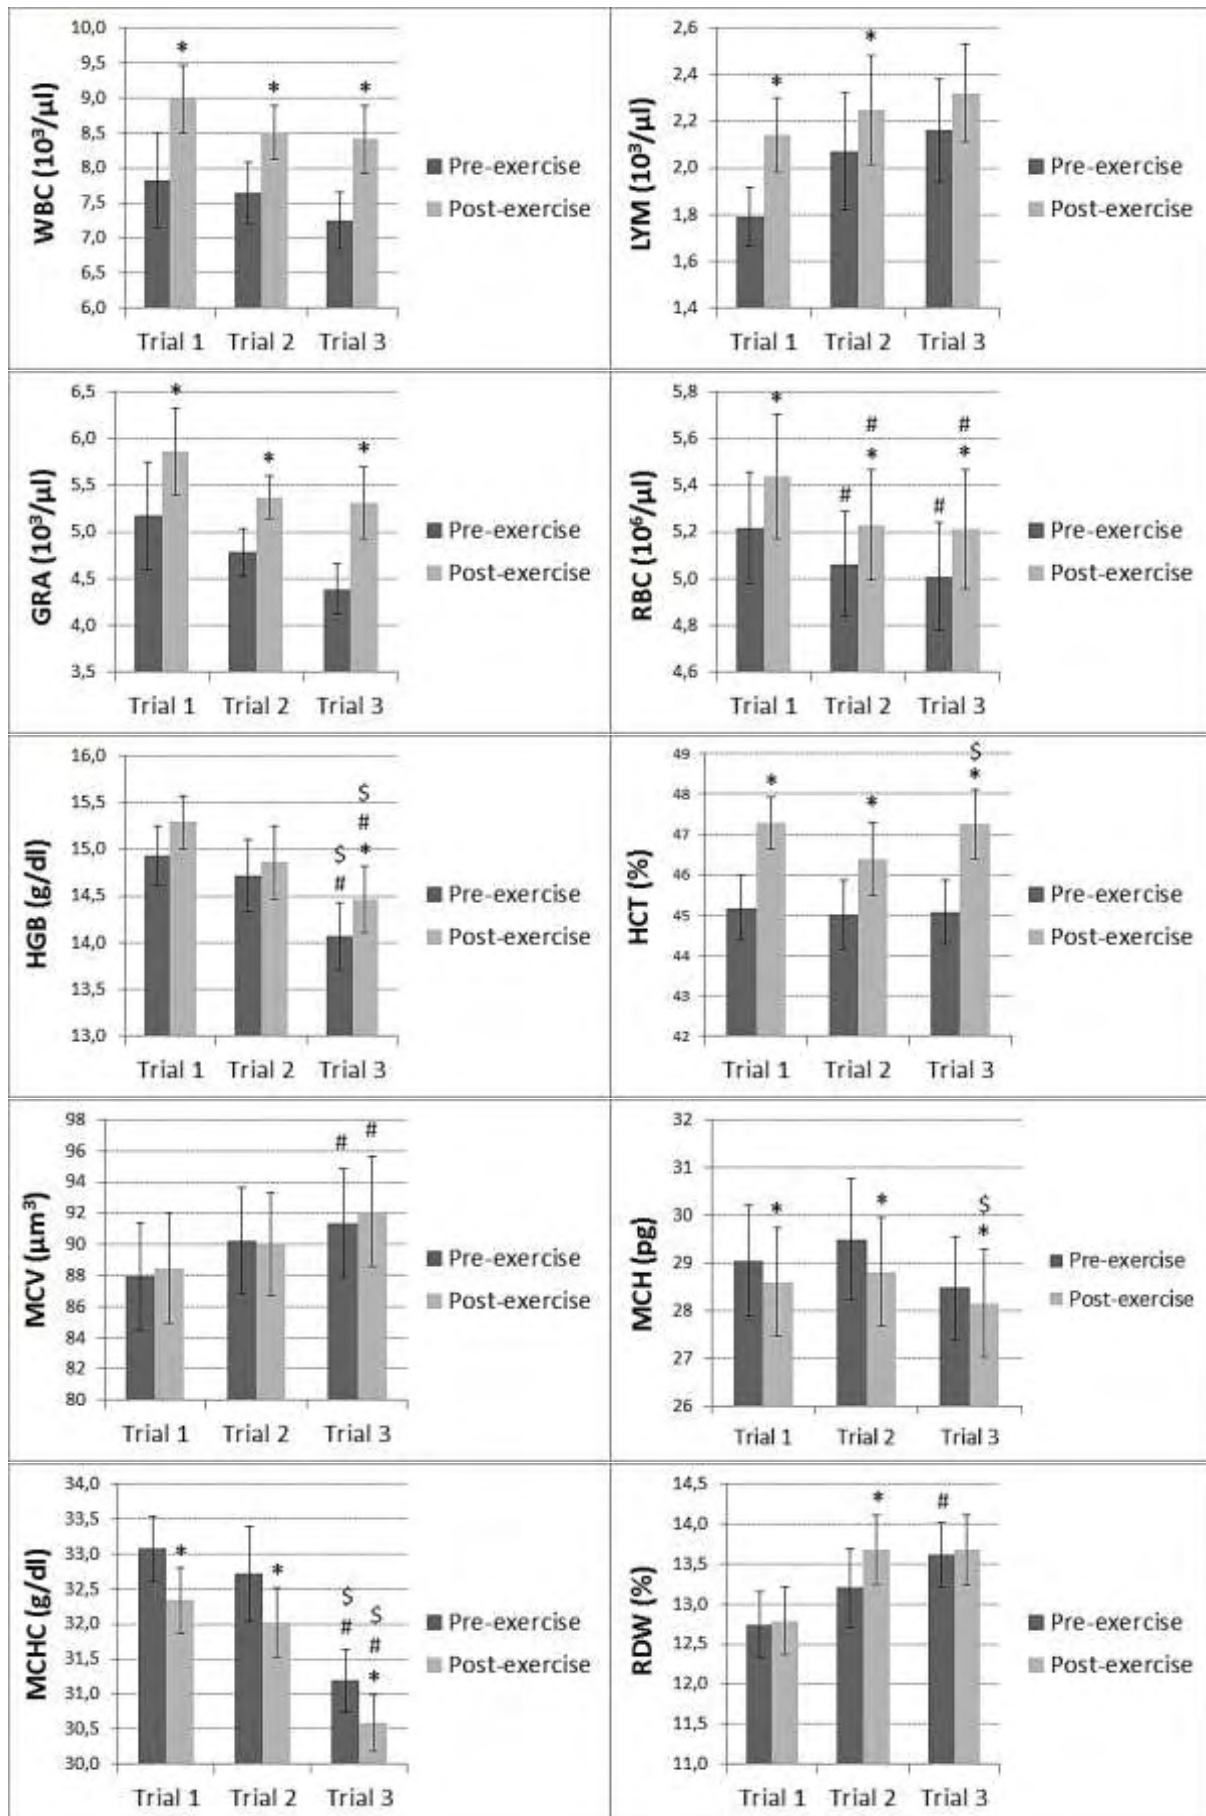 WBC (10³/µl)
10,0
9,5
9,0
8,5
8,0
7,5
7,0
6,5
6,0
* * *
Trial 1 Trial 2 Trial 3
Pre-exercise
Post-exercise
LYM (10³/µl)
2,6
2,4
2,2
2,0
1,8
1,6
1,4
* *
Trial 1 Trial 2 Trial 3
Pre-exercise
Post-exercise
GRA (10³/µl)
6,5
6,0
5,5
5,0
4,5
4,0
3,5
* * *
Trial 1 Trial 2 Trial 3
Pre-exercise
Post-exercise
RBC (10⁶/µl)
5,8
5,6
5,4
5,2
5,0
4,8
4,6
*
# #
* *
# #
Trial 1 Trial 2 Trial 3
Pre-exercise
Post-exercise
HGB (g/dl)
16,0
15,5
15,0
14,5
14,0
13,5
13,0
$
#
$ *
#
Trial 1 Trial 2 Trial 3
Pre-exercise
Post-exercise
HCT (%)
49
48
47
46
45
44
43
42
$
* * *
Trial 1 Trial 2 Trial 3
Pre-exercise
Post-exercise
MCV (µm³)
98
96
94
92
90
88
86
84
82
80
# #
Trial 1 Trial 2 Trial 3
Pre-exercise
Post-exercise
MCH (pg)
32
31
30
29
28
27
26
$
* * *
Trial 1 Trial 2 Trial 3
Pre-exercise
Post-exercise
MCHC (g/dl)
34,0
33,5
33,0
32,5
32,0
31,5
31,0
30,5
30,0
* *
$ $
# #
*
Trial 1 Trial 2 Trial 3
Pre-exercise
Post-exercise
RDW (%)
14,5
14,0
13,5
13,0
12,5
12,0
11,5
11,0
* #
Trial 1 Trial 2 Trial 3
Pre-exercise
Post-exercise